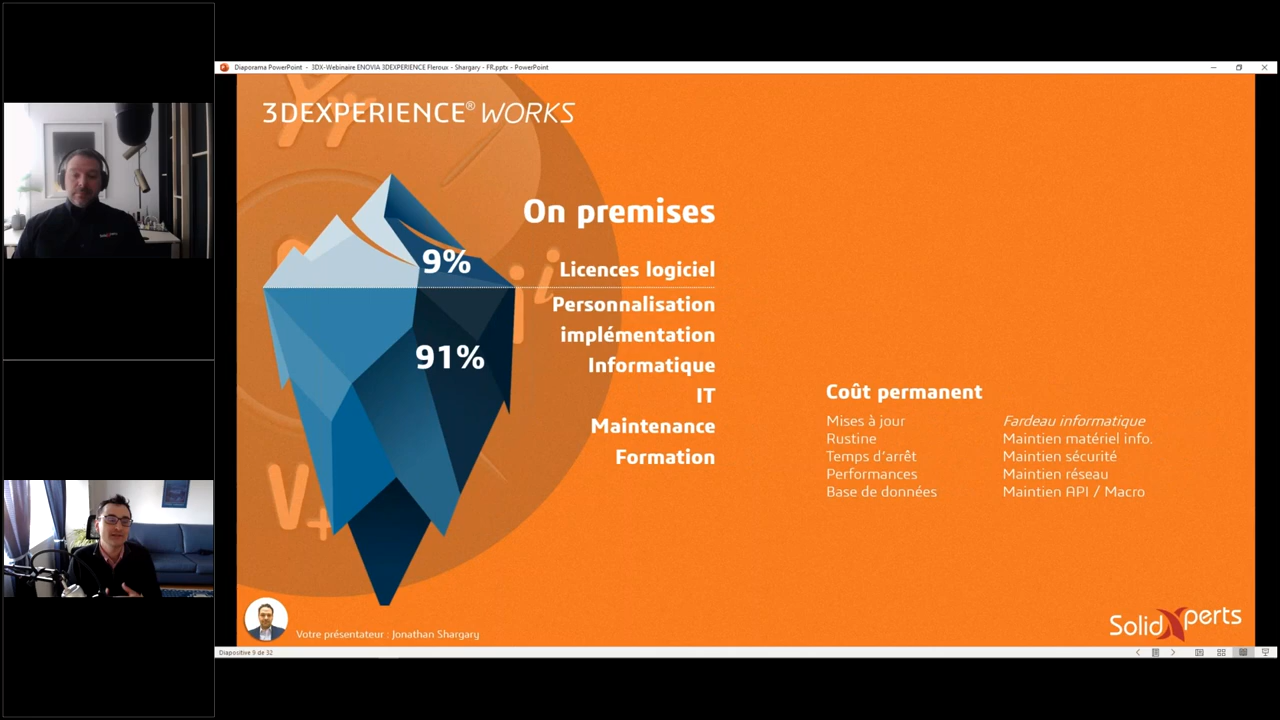 Diaporama PowerPoint - 3DX-Webinaire ENOVIA 3DEXPERIENCE Fleroux - Shargary - FR.pptx - PowerPoint
3DEXPERIENCE® WORKS
On premises
9%
Licences logiciel
91%
Personnalisation
implémentation
Informatique
IT
Maintenance
Formation
Coût permanent
Mises à jour
Rustine
Temps d'arrêt
Performances
Base de données
Fardeau informatique
Maintien matériel info.
Maintien sécurité
Maintien réseau
Maintien API / Macro
Votre présentateur : Jonathan Shargary
SolidXperts
Diapositive 9 de 32